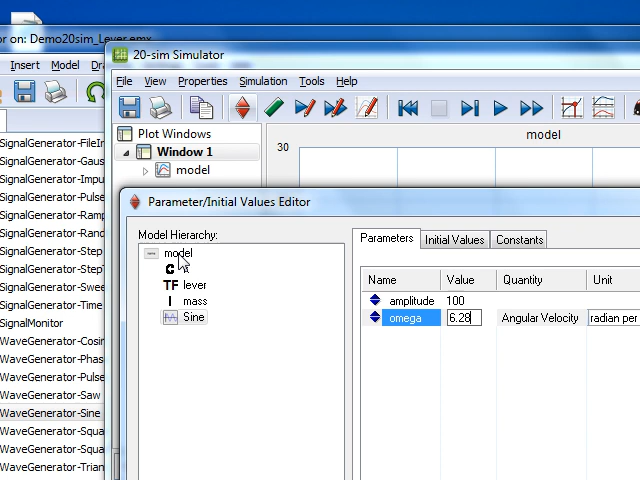 or on: Demo20sim_Lever.emx
Insert Model Dra
20-sim Simulator
File View Properties Simulation Tools Help
Plot Windows
Window 1
model
model
30
SignalGenerator-FileIn
SignalGenerator-Gaus
SignalGenerator-Impu
SignalGenerator-Pulse
SignalGenerator-Ramp
SignalGenerator-Rand
SignalGenerator-Step
SignalGenerator-Step
SignalGenerator-Swee
SignalGenerator-Time
SignalMonitor
WaveGenerator-Cosin
WaveGenerator-Phas
WaveGenerator-Pulse
WaveGenerator-Saw
WaveGenerator-Sine
WaveGenerator-Squa
WaveGenerator-Squa
WaveGenerator-Trian
Parameter/Initial Values Editor
Model Hierarchy:
model
C
TF lever
I mass
Sine
Parameters Initial Values Constants
Name Value Quantity Unit
amplitude 100
omega 6.28 Angular Velocity radian per